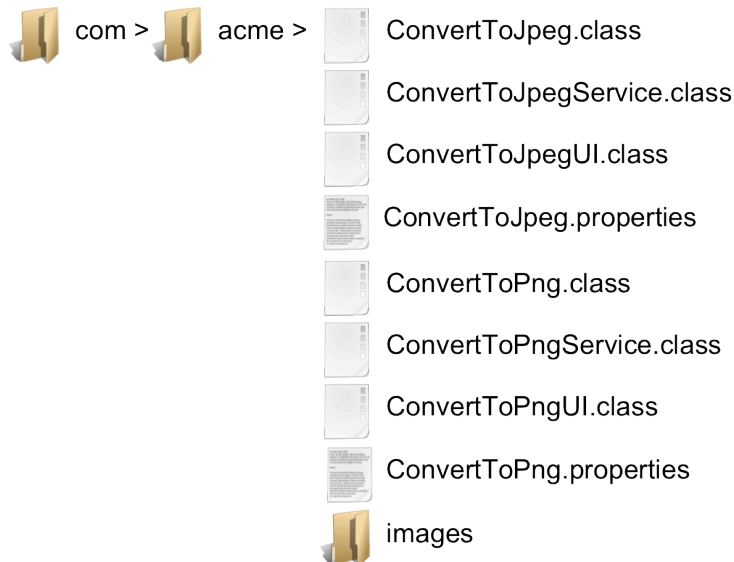 com > acme > ConvertToJpeg.class
ConvertToJpegService.class
ConvertToJpegUI.class
ConvertToJpeg.properties
ConvertToPng.class
ConvertToPngService.class
ConvertToPngUI.class
ConvertToPng.properties
images